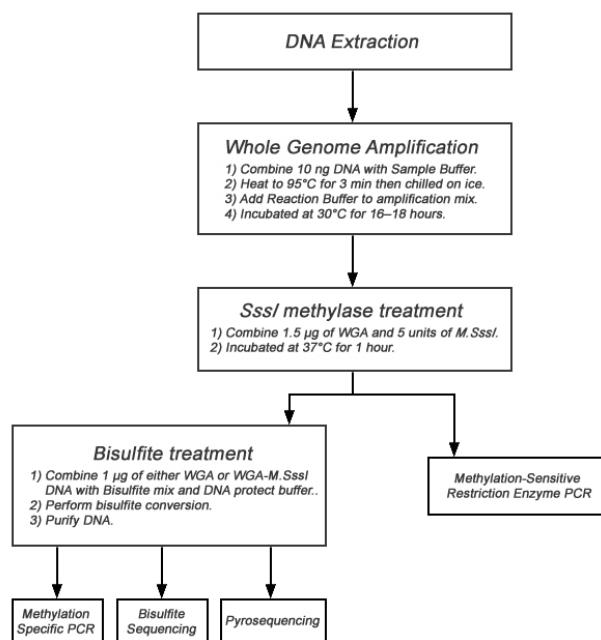 DNA Extraction
Whole Genome Amplification
1) Combine 10 ng DNA with Sample Buffer.
2) Heat to 95°C for 3 min then chilled on ice.
3) Add Reaction Buffer to amplification mix.
4) Incubated at 30°C for 16–18 hours.
SssI methylase treatment
1) Combine 1.5 µg of WGA and 5 units of M.SssI.
2) Incubated at 37°C for 1 hour.
Bisulfite treatment
1) Combine 1 µg of either WGA or WGA-M.SssI
DNA with Bisulfite mix and DNA protect buffer..
2) Perform bisulfite conversion.
3) Purify DNA.
Methylation-Sensitive
Restriction Enzyme PCR
Methylation
Specific PCR
Bisulfite
Sequencing
Pyrosequencing